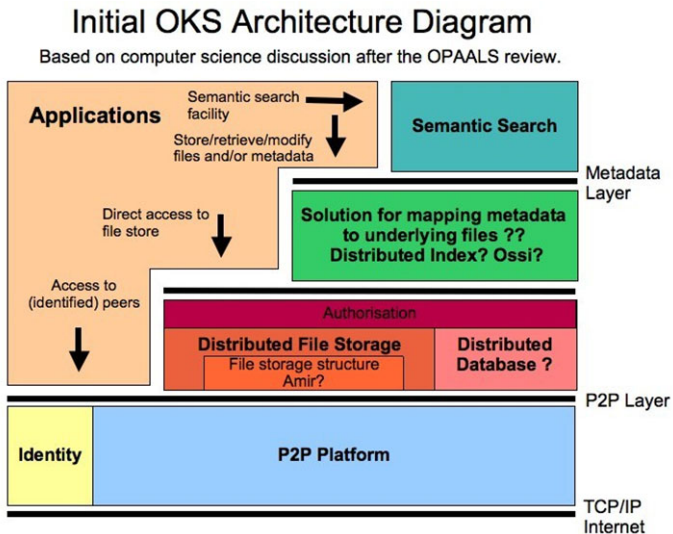 Initial OKS Architecture Diagram
Based on computer science discussion after the OPAALS review.
Applications
Semantic search
facility
Store/retrieve/modify
files and/or metadata
Semantic Search
Metadata
Layer
Direct access to
file store
Solution for mapping metadata
to underlying files ??
Distributed Index? Ossi?
Access to
(identified) peers
Authorisation
Distributed File Storage
File storage structure
Amir?
Distributed
Database ?
P2P Layer
Identity
P2P Platform
TCP/IP
Internet